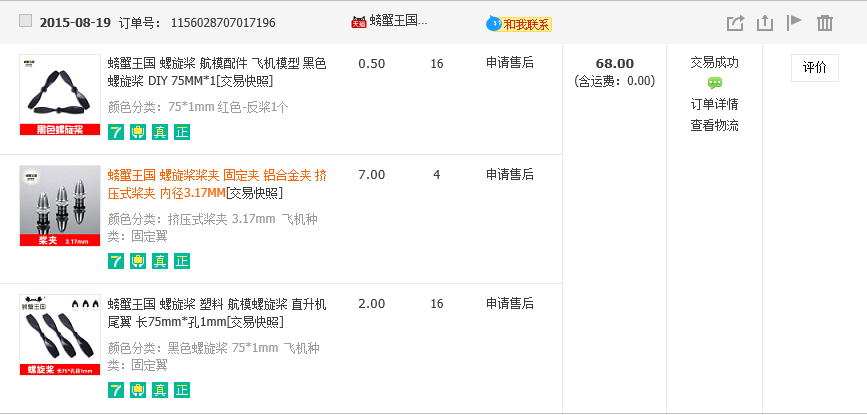 2015-08-19 订单号: 1156028707017196 天猫 螃蟹王国... 和我联系
螃蟹王国 螺旋桨 航模配件 飞机模型 黑色 0.50 16 申请售后 68.00 交易成功 评价
螺旋桨 DIY 75MM*1[交易快照] (含运费: 0.00)
颜色分类: 75*1mm 红色-反桨1个 订单详情
黑色螺旋桨 7 真 正 查看物流
螃蟹王国 螺旋桨桨夹 固定夹 铝合金夹 挤 7.00 4 申请售后
压式桨夹 内径3.17MM[交易快照]
颜色分类: 挤压式桨夹 3.17mm 飞机种
类: 固定翼
桨夹 3.17mm
7 真 正
螃蟹王国 螺旋桨 塑料 航模螺旋桨 直升机 2.00 16 申请售后
螃蟹王国
尾翼 长75mm*孔1mm[交易快照]
颜色分类: 黑色螺旋桨 75*1mm 飞机种
类: 固定翼
螺旋桨 长75*孔径1mm
7 真 正